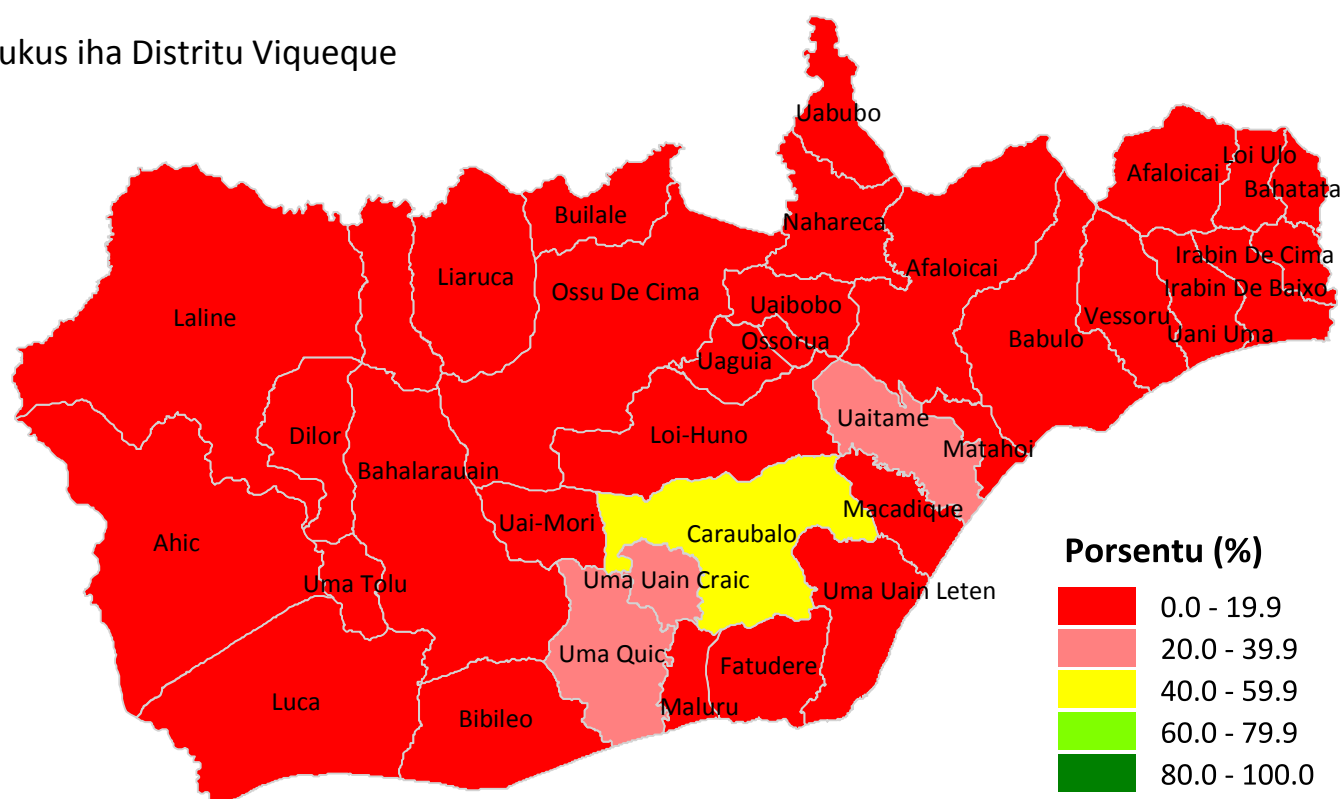 ukus iha Distritu Viqueque
Uabubo
Loi Ulo
Afaloicai
Bahatata
Builale
Nahareca
Irabin De Cima
Liaruca
Afaloicai
Ossu De Cima
Irabin De Baixo
Uaibobo
Laline
Vessoru
Uani Uma
Ossorua
Babulo
Uaguia
Uaitame
Dilor
Loi-Huno
Matahoi
Bahalarauain
Macadique
Uai-Mori
Caraubalo
Ahic
Uma Tolu
Uma Uain Craic
Uma Uain Leten
Uma Quic
Fatudere
Luca
Maluru
Bibileo
Porsentu (%)
0.0 - 19.9
20.0 - 39.9
40.0 - 59.9
60.0 - 79.9
80.0 - 100.0